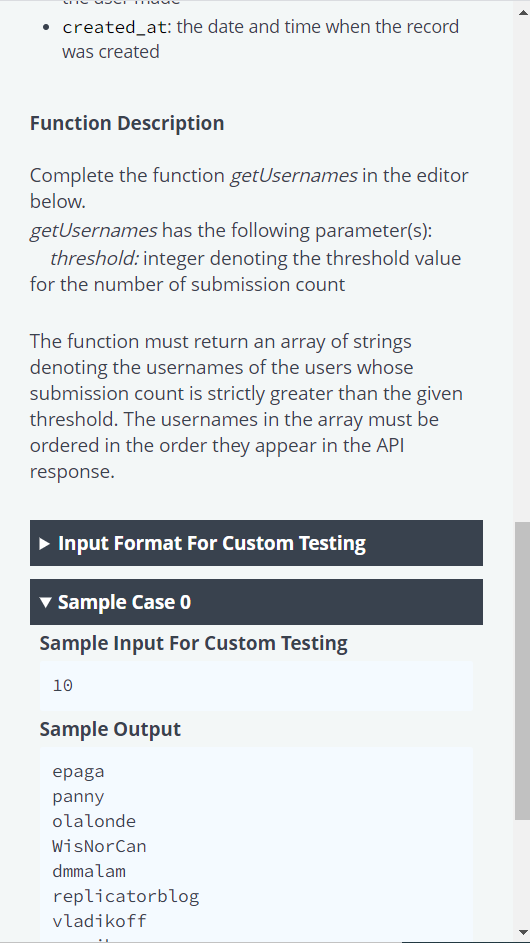 created_at: the date and time when the record
was created
Function Description
Complete the function getUsernames in the editor
below.
getUsernames has the following parameter(s):
threshold: integer denoting the threshold value
for the number of submission count
The function must return an array of strings
denoting the usernames of the users whose
submission count is strictly greater than the given
threshold. The usernames in the array must be
ordered in the order they appear in the API
response.
Input Format For Custom Testing
Sample Case 0
Sample Input For Custom Testing
10
Sample Output
epaga
panny
olalonde
WisNorCan
dmmalam
replicatorblog
vladikoff